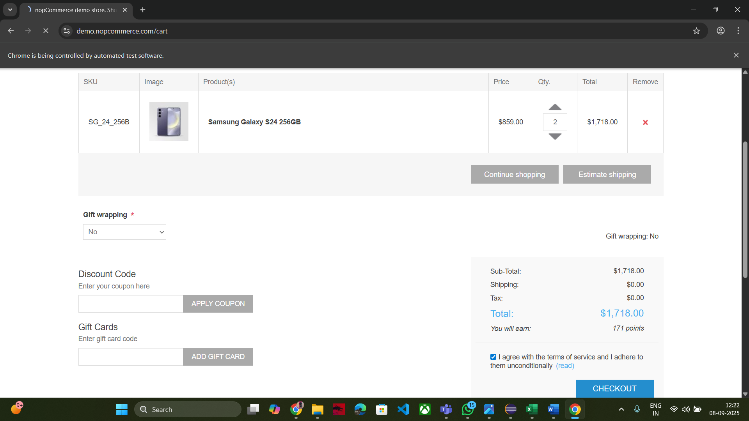 nopCommerce demo store. Sho
demo.nopcommerce.com/cart
Chrome is being controlled by automated test software.
SKU Image Product(s) Price Qty. Total Remove
SG_24_256B Samsung Galaxy S24 256GB $859.00 2 $1,718.00 X
Continue shopping Estimate shipping
Gift wrapping *
No
Gift wrapping: No
Discount Code
Enter your coupon here
APPLY COUPON
Gift Cards
Enter gift card code
ADD GIFT CARD
Sub-Total: $1,718.00
Shipping: $0.00
Tax: $0.00
Total: $1,718.00
You will earn: 171 points
I agree with the terms of service and I adhere to
them unconditionally (read)
CHECKOUT
Search
ENG
IN
12:22
08-09-2025